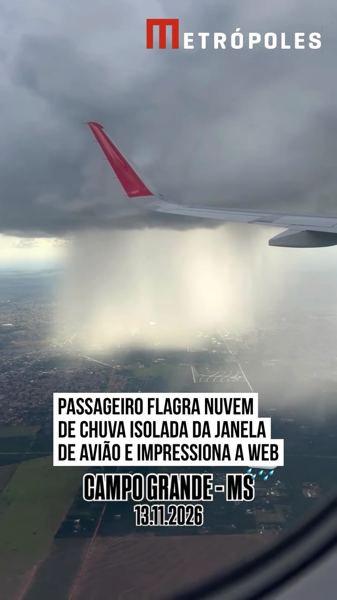 METRÓPOLES
PASSAGEIRO FLAGRA NUVEM
DE CHUVA ISOLADA DA JANELA
DE AVIÃO E IMPRESSIONA A WEB
CAMPO GRANDE - MS
13.11.2026